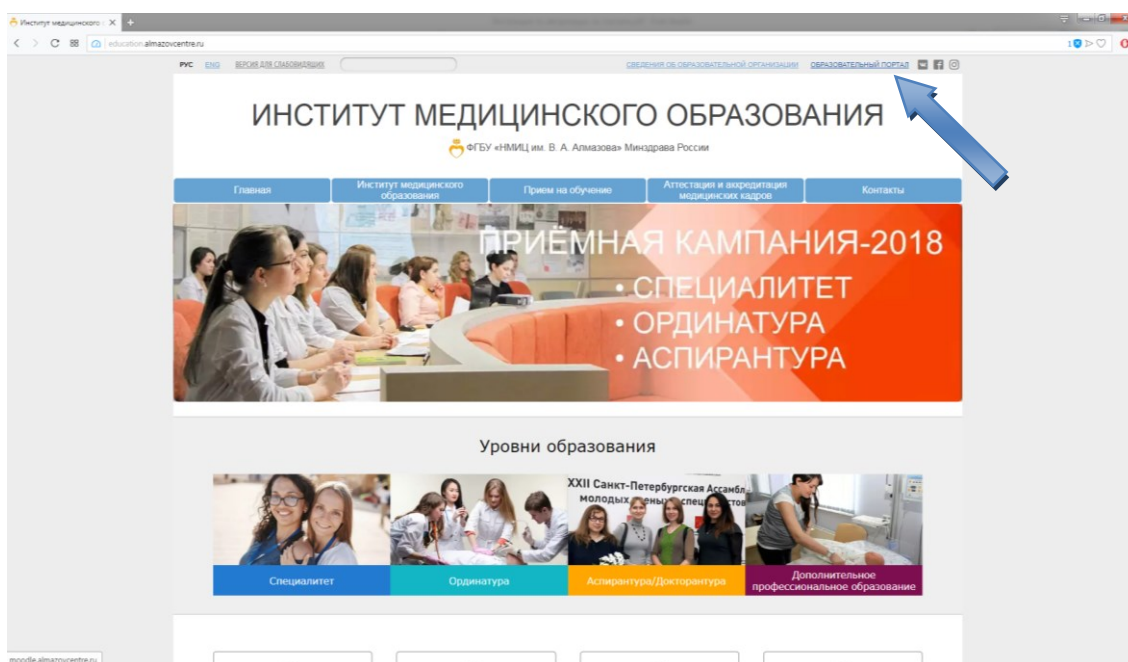 Институт медицинского
education.almazovcentre.ru
1
РУС ENG ВЕРСИЯ ДЛЯ СЛАБОВИДЯЩИХ СВЕДЕНИЯ ОБ ОБРАЗОВАТЕЛЬНОЙ ОРГАНИЗАЦИИ ОБРАЗОВАТЕЛЬНЫЙ ПОРТАЛ
ИНСТИТУТ МЕДИЦИНСКОГО ОБРАЗОВАНИЯ
ФГБУ «НМИЦ им. В. А. Алмазова» Минздрава России
Главная
Институт медицинского
образования
Прием на обучение
Аттестация и аккредитация
медицинских кадров
Контакты
ПРИЁМНАЯ КАМПАНИЯ-2018
• СПЕЦИАЛИТЕТ
• ОРДИНАТУРА
• АСПИРАНТУРА
Уровни образования
XXII Санкт-Петербургская Ассамбл
молодых
Специалитет
Ординатура
Аспирантура/Докторантура
Дополнительное
профессиональное образование
moodle.almazovcentre.ru